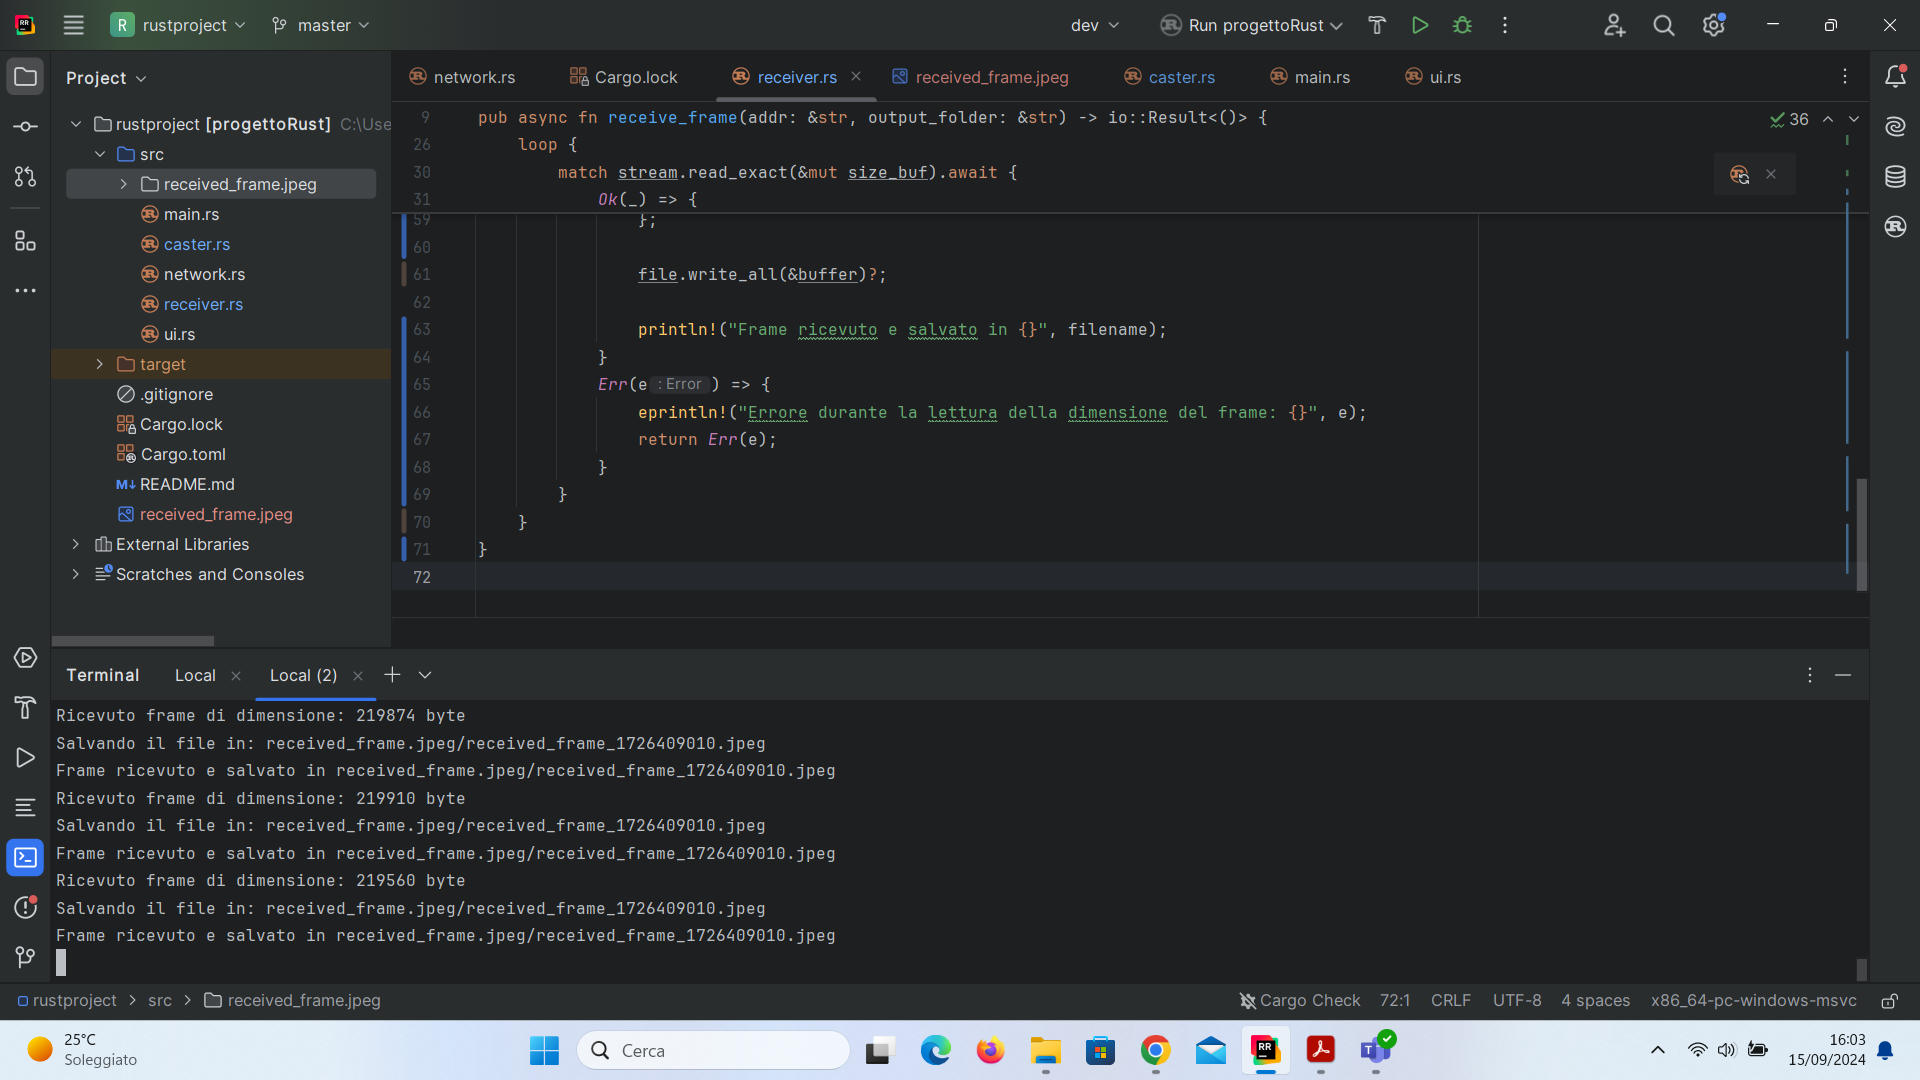 R rustproject master dev Run progettoRust
Project
rustproject [progettoRust] C:\Use
src
received_frame.jpeg
main.rs
caster.rs
network.rs
receiver.rs
ui.rs
target
.gitignore
Cargo.lock
Cargo.toml
M↓ README.md
received_frame.jpeg
External Libraries
Scratches and Consoles
network.rs Cargo.lock receiver.rs received_frame.jpeg caster.rs main.rs ui.rs
36
9 pub async fn receive_frame(addr: &str, output_folder: &str) -> io::Result<()> {
26 loop {
30 match stream.read_exact(&mut size_buf).await {
31 Ok(_) => {
59 };
60
61 file.write_all(&buffer)?;
62
63 println!("Frame ricevuto e salvato in {}", filename);
64 }
65 Err(e : Error ) => {
66 eprintln!("Errore durante la lettura della dimensione del frame: {}", e);
67 return Err(e);
68 }
69 }
70 }
71 }
72
Terminal Local Local (2)
Ricevuto frame di dimensione: 219874 byte
Salvando il file in: received_frame.jpeg/received_frame_1726409010.jpeg
Frame ricevuto e salvato in received_frame.jpeg/received_frame_1726409010.jpeg
Ricevuto frame di dimensione: 219910 byte
Salvando il file in: received_frame.jpeg/received_frame_1726409010.jpeg
Frame ricevuto e salvato in received_frame.jpeg/received_frame_1726409010.jpeg
Ricevuto frame di dimensione: 219560 byte
Salvando il file in: received_frame.jpeg/received_frame_1726409010.jpeg
Frame ricevuto e salvato in received_frame.jpeg/received_frame_1726409010.jpeg
rustproject > src > received_frame.jpeg Cargo Check 72:1 CRLF UTF-8 4 spaces x86_64-pc-windows-msvc
25°C
Soleggiato
Cerca
16:03
15/09/2024